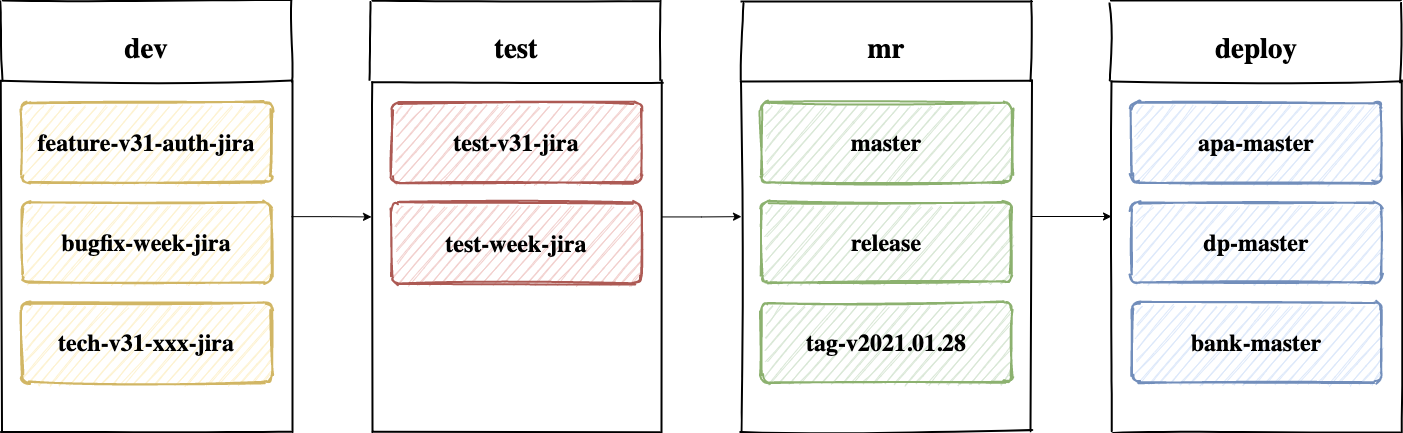 dev
feature-v31-auth-jira
bugfix-week-jira
tech-v31-xxx-jira
test
test-v31-jira
test-week-jira
mr
master
release
tag-v2021.01.28
deploy
apa-master
dp-master
bank-master